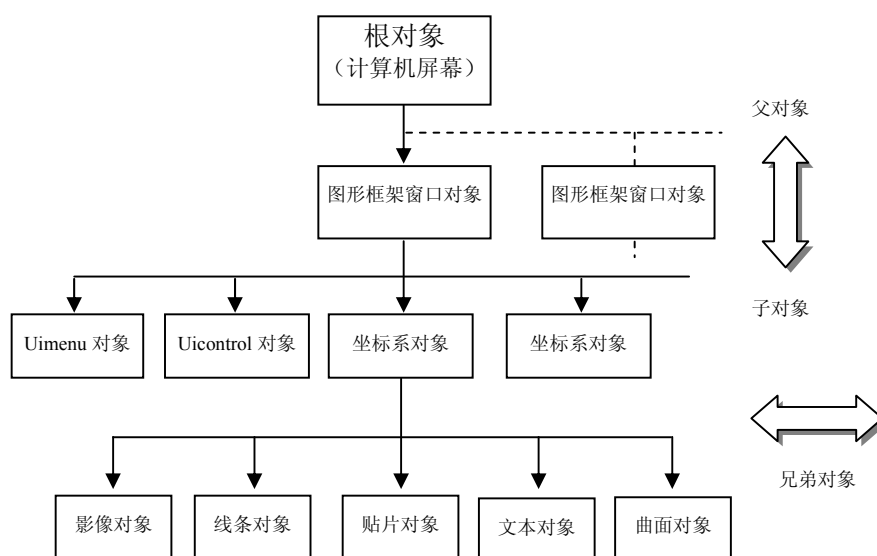 根对象
（计算机屏幕）
父对象
图形框架窗口对象
图形框架窗口对象
子对象
Uimenu 对象
Uicontrol 对象
坐标系对象
坐标系对象
兄弟对象
影像对象
线条对象
贴片对象
文本对象
曲面对象